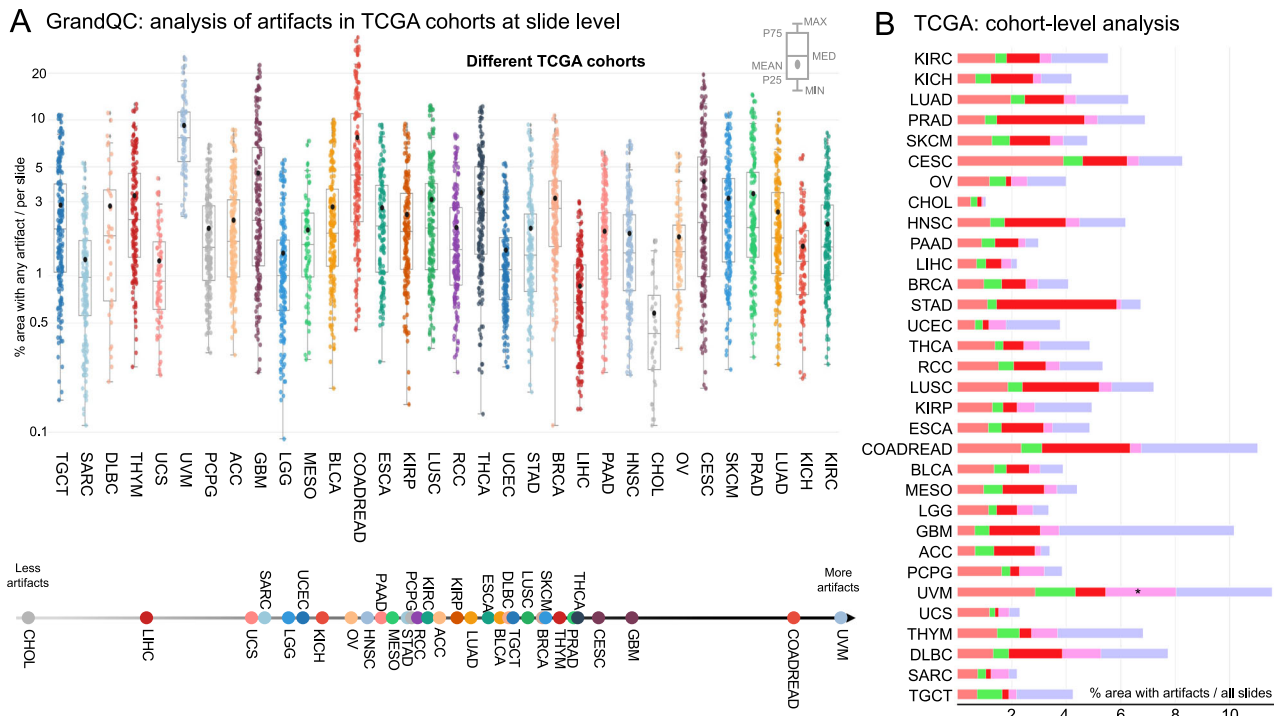 A GrandQC: analysis of artifacts in TCGA cohorts at slide level
Different TCGA cohorts
MAX
P75
MED
MEAN
P25
MIN
% area with any artifact / per slide
20
10
5
3
1
0.5
0.1
TGCT
SARC
DLBC
THYM
UCS
UVM
PCPG
ACC
GBM
LGG
MESO
BLCA
COADREAD
ESCA
KIRP
LUSC
RCC
THCA
UCEC
STAD
BRCA
LIHC
PAAD
HNSC
CHOL
OV
CESC
SKCM
PRAD
LUAD
KICH
KIRC
Less
artifacts
More
artifacts
CHOL
LIHC
UCS
SARC
LGG
UCEC
KICH
OV
HNSC
PAAD
MESO
STAD
PCPG
RCC
KIRC
ACC
KIRP
LUAD
ESCA
BLCA
DLBC
TGCT
LUSC
BRCA
SKCM
THYM
PRAD
THCA
CESC
GBM
COADREAD
UVM
B TCGA: cohort-level analysis
KIRC
KICH
LUAD
PRAD
SKCM
CESC
OV
CHOL
HNSC
PAAD
LIHC
BRCA
STAD
UCEC
THCA
RCC
LUSC
KIRP
ESCA
COADREAD
BLCA
MESO
LGG
GBM
ACC
PCPG
UVM
*
UCS
THYM
DLBC
SARC
TGCT
% area with artifacts / all slides
2 4 6 8 10